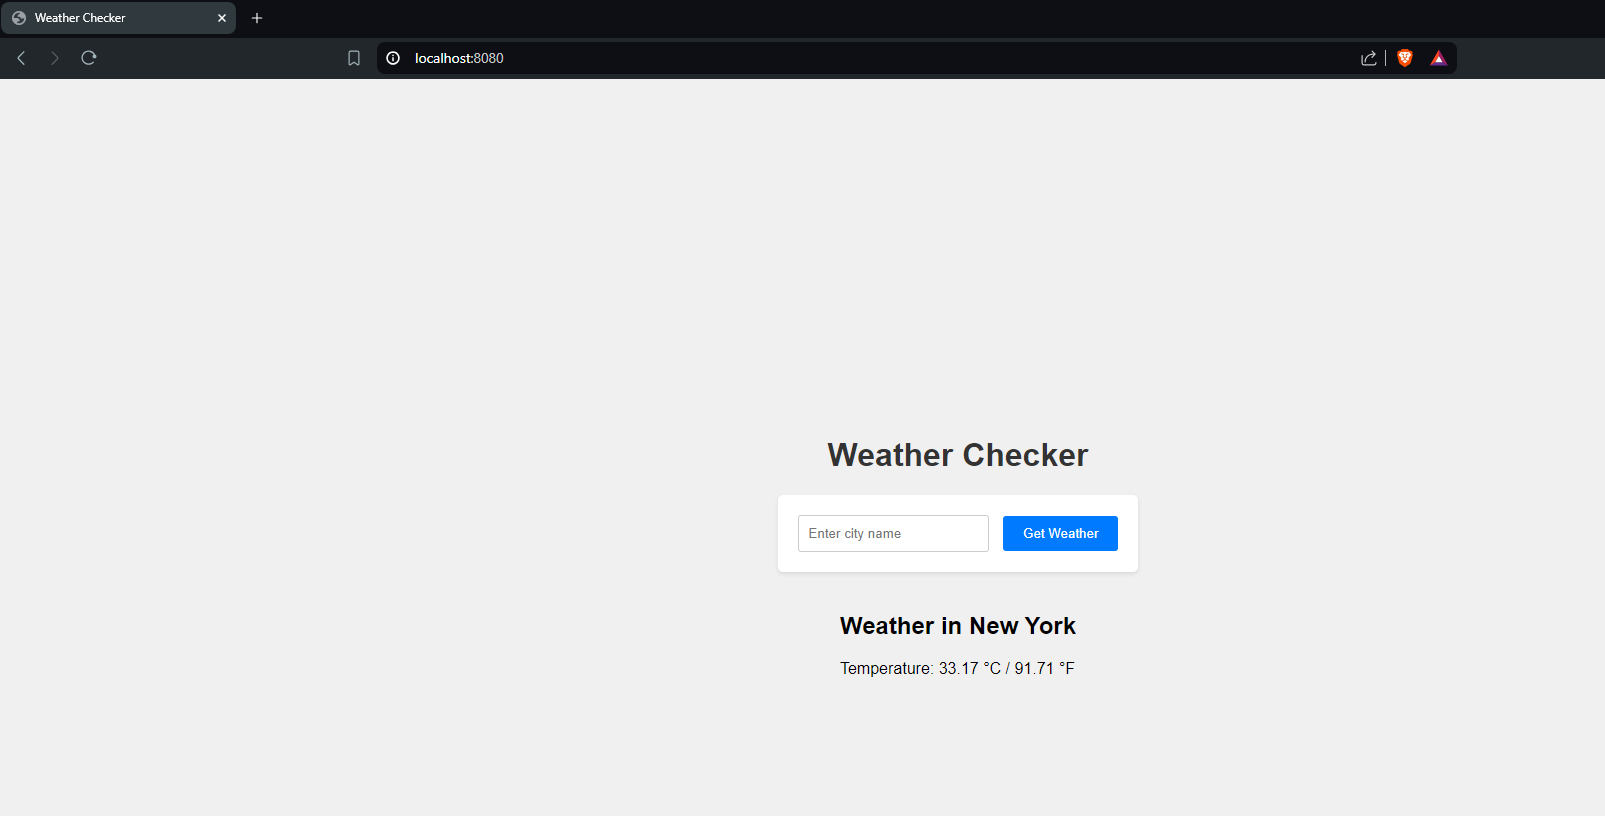 Weather Checker
localhost:8080
Weather Checker
Enter city name
Get Weather
Weather in New York
Temperature: 33.17 °C / 91.71 °F